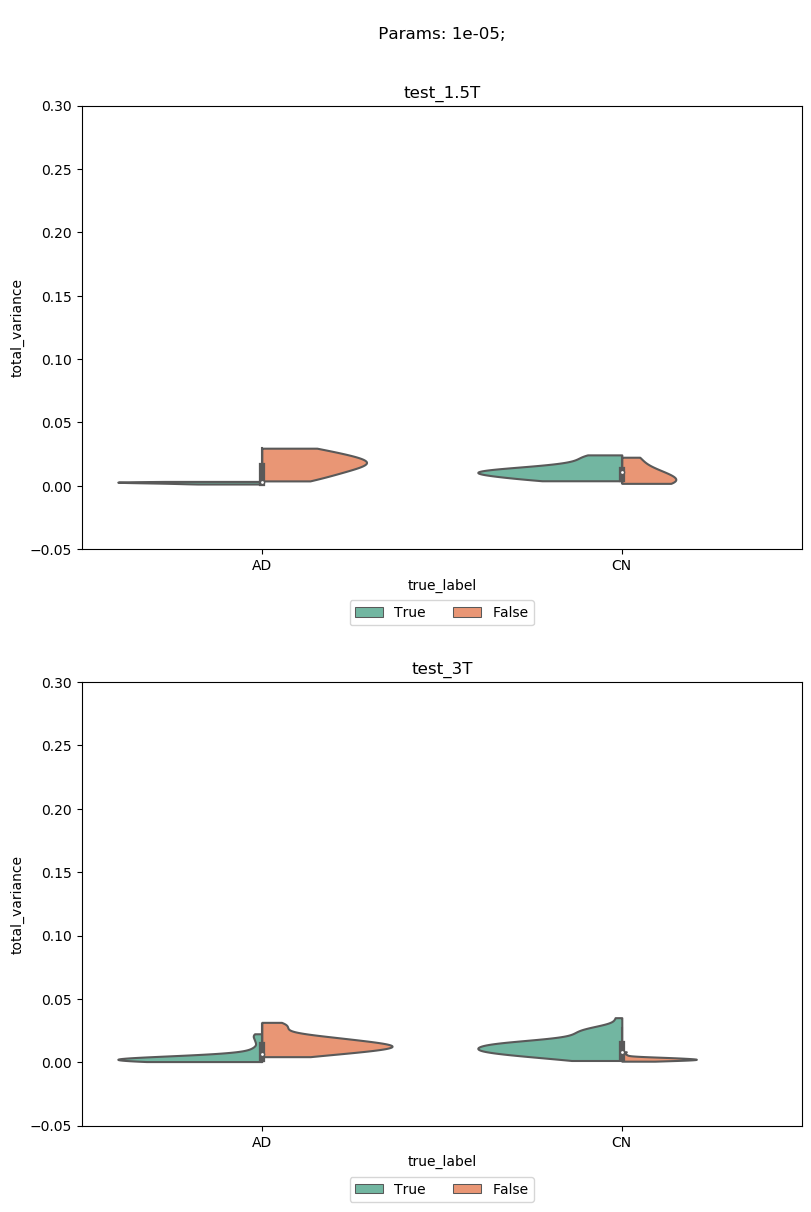 Params: 1e-05;
test_1.5T
0.30
0.25
0.20
0.15
0.10
0.05
0.00
−0.05
total_variance
AD CN
true_label
True False
test_3T
0.30
0.25
0.20
0.15
0.10
0.05
0.00
−0.05
total_variance
AD CN
true_label
True False